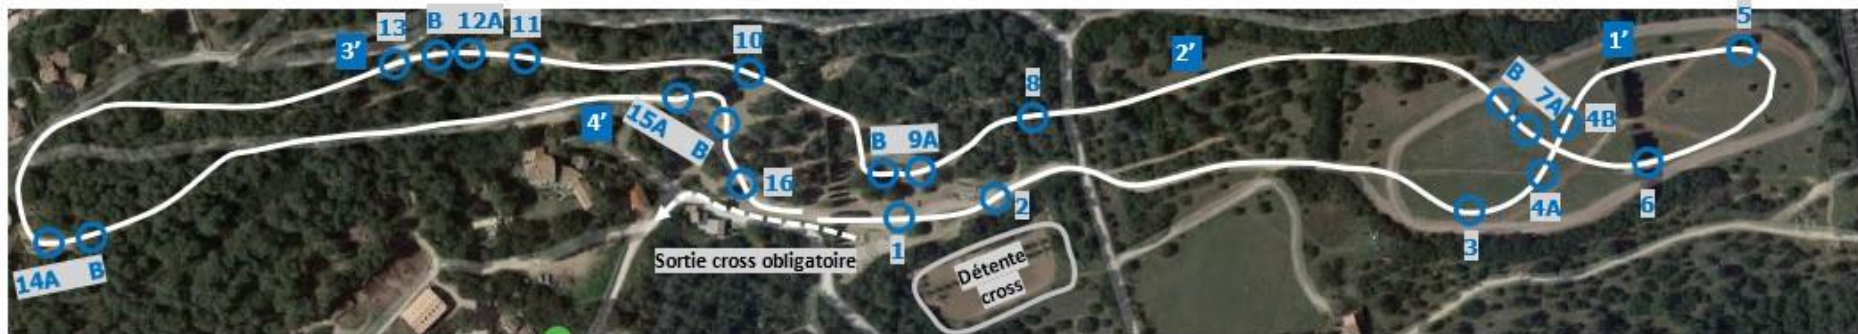 5
1’
B 12A
11
13
3’
10
2’
8
B
7A
4B
15A
B
4’
B 9A
16
2
4A
6
1
3
Sortie cross obligatoire
Détente
cross
14A B